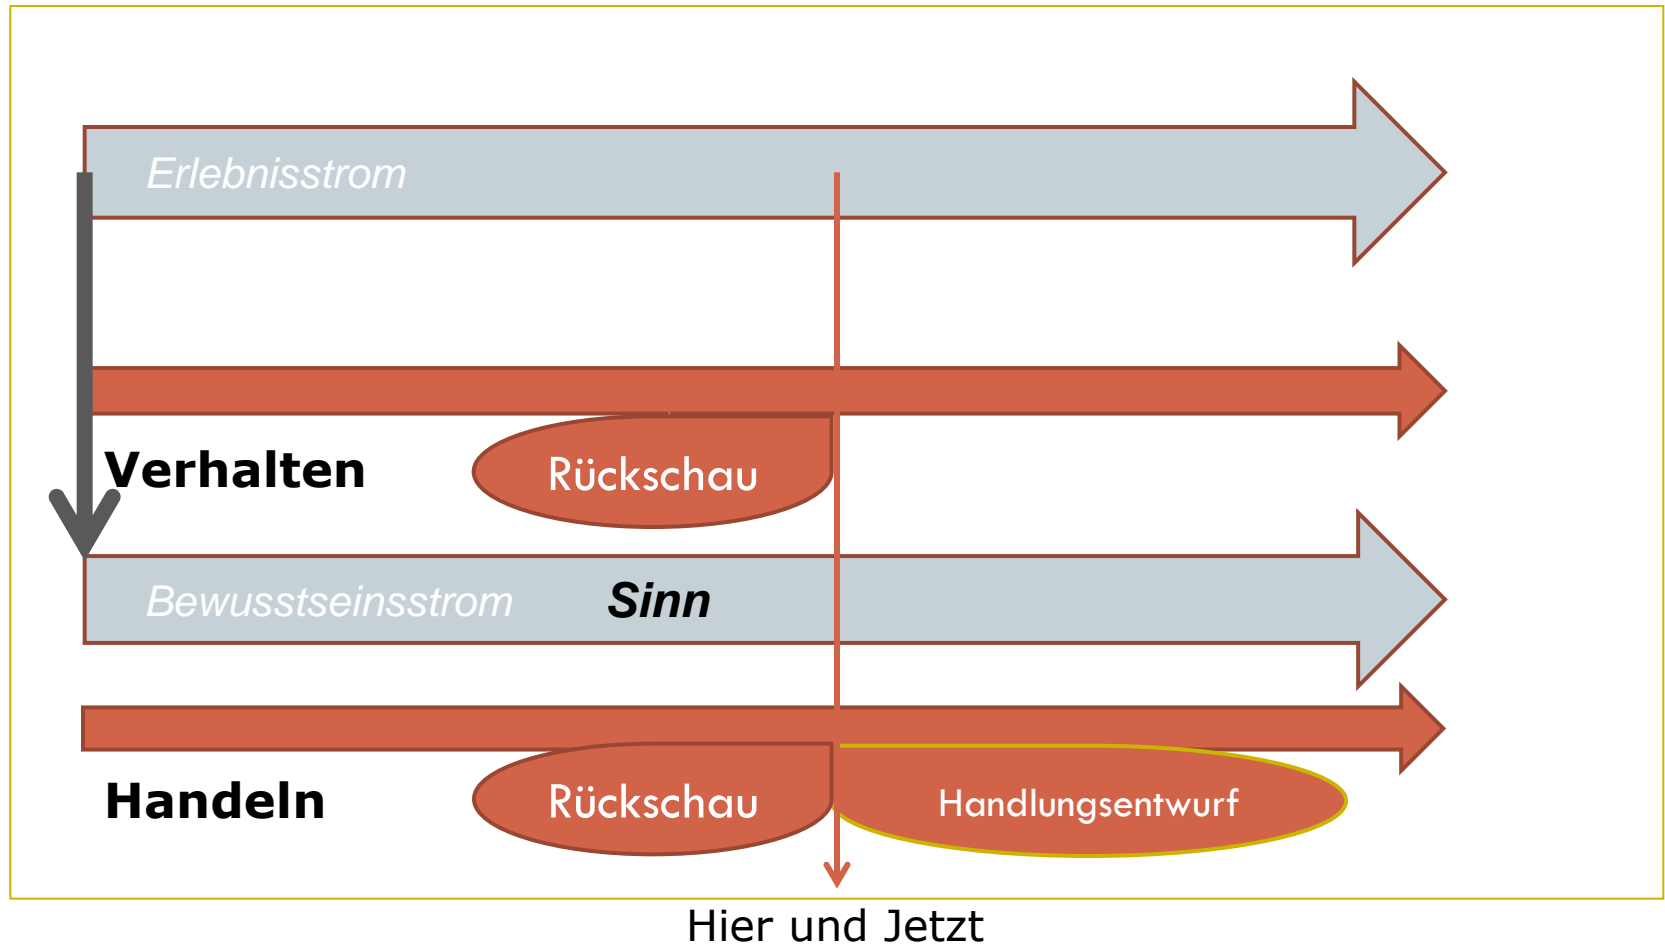 Erlebnisstrom
Verhalten
Rückschau
Bewusstseinsstrom
Sinn
Handeln
Rückschau
Handlungsentwurf
Hier und Jetzt